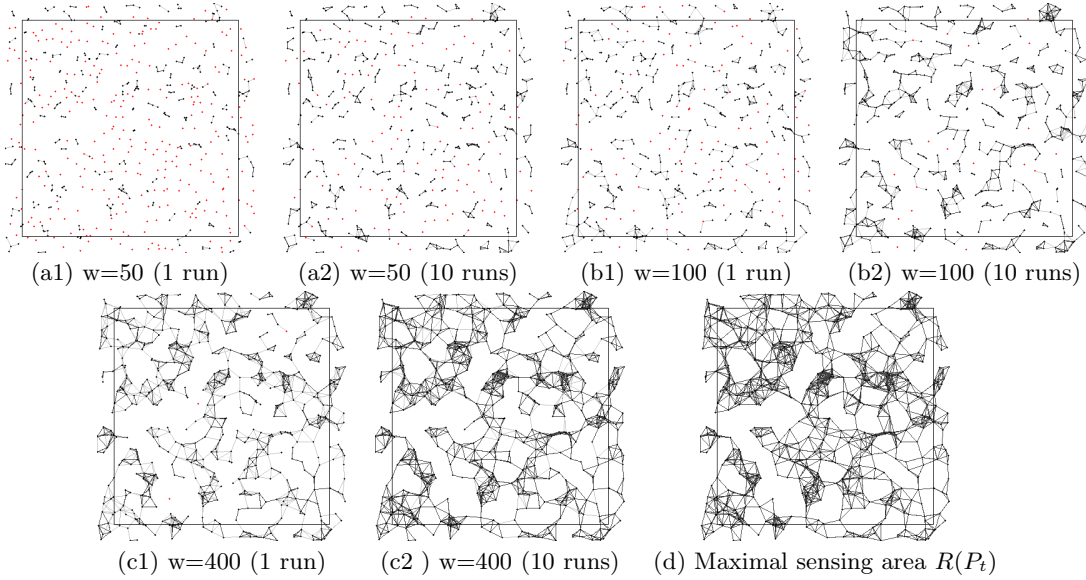 (a1) w=50 (1 run)
(a2) w=50 (10 runs)
(b1) w=100 (1 run)
(b2) w=100 (10 runs)
(c1) w=400 (1 run)
(c2 ) w=400 (10 runs)
(d) Maximal sensing area R(P_t)